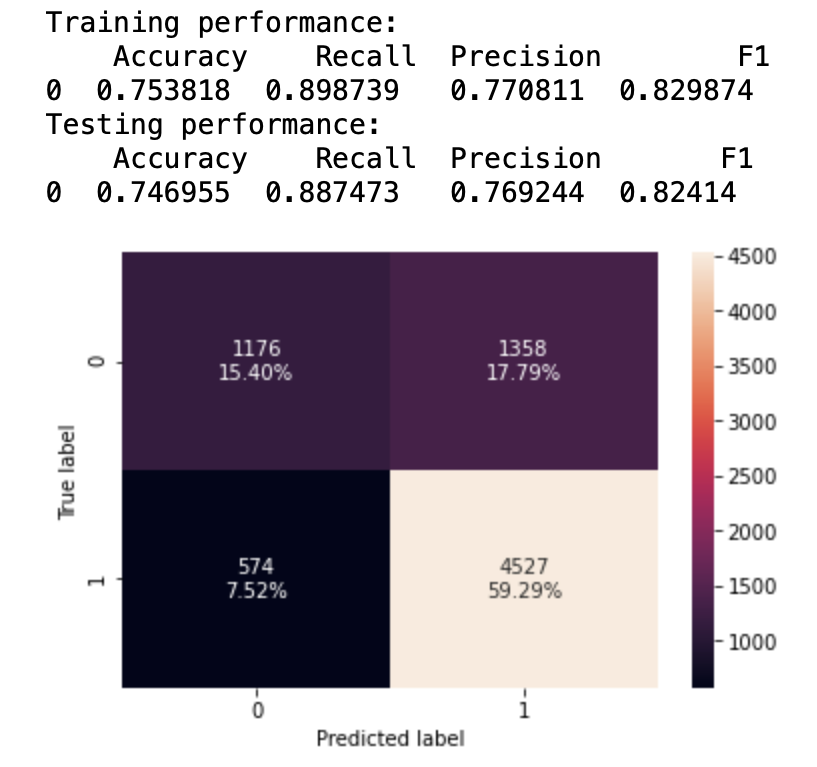 Training performance:
Accuracy Recall Precision F1
0 0.753818 0.898739 0.770811 0.829874
Testing performance:
Accuracy Recall Precision F1
0 0.746955 0.887473 0.769244 0.82414
4500
4000
3500
3000
2500
2000
1500
1000
True label
0
1176
15.40%
1358
17.79%
1
574
7.52%
4527
59.29%
0 1
Predicted label